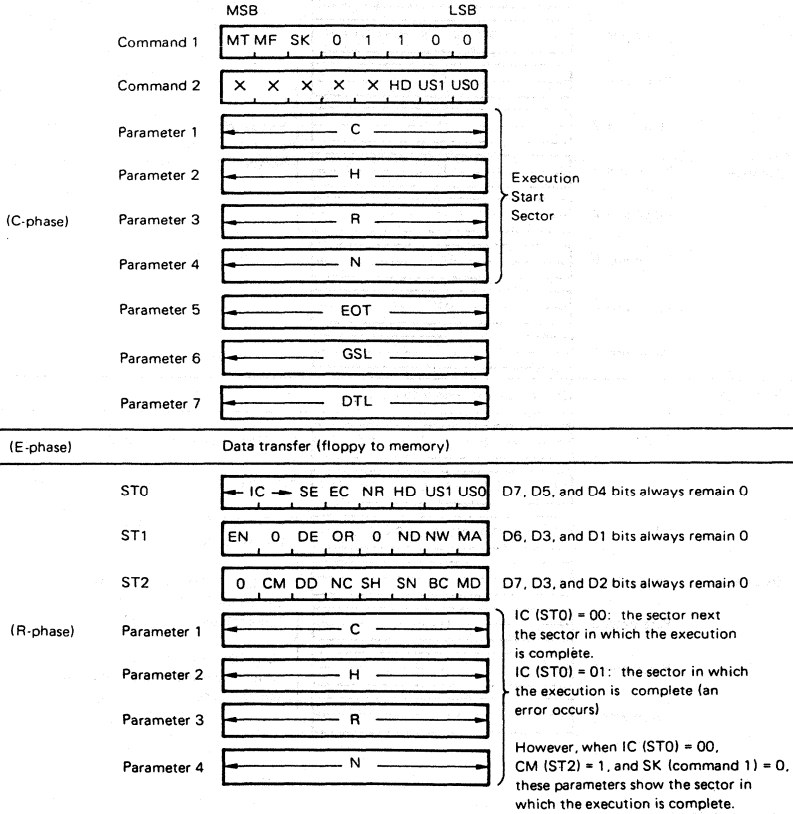 MSB LSB
Command 1 MT MF SK 0 1 1 0 0
Command 2 × × × × × HD US1 US0
Parameter 1 C
Parameter 2 H
Execution
Start
Sector
(C-phase) Parameter 3 R
Parameter 4 N
Parameter 5 EOT
Parameter 6 GSL
Parameter 7 DTL
(E-phase) Data transfer (floppy to memory)
ST0 IC SE EC NR HD US1 US0 D7, D5, and D4 bits always remain 0
ST1 EN 0 DE OR 0 ND NW MA D6, D3, and D1 bits always remain 0
ST2 0 CM DD NC SH SN BC MD D7, D3, and D2 bits always remain 0
(R-phase) Parameter 1 C
Parameter 2 H
Parameter 3 R
Parameter 4 N
IC (ST0) = 00: the sector next
the sector in which the execution
is complete.
IC (ST0) = 01: the sector in which
the execution is complete (an
error occurs)
However, when IC (ST0) = 00,
CM (ST2) = 1, and SK (command 1) = 0,
these parameters show the sector in
which the execution is complete.